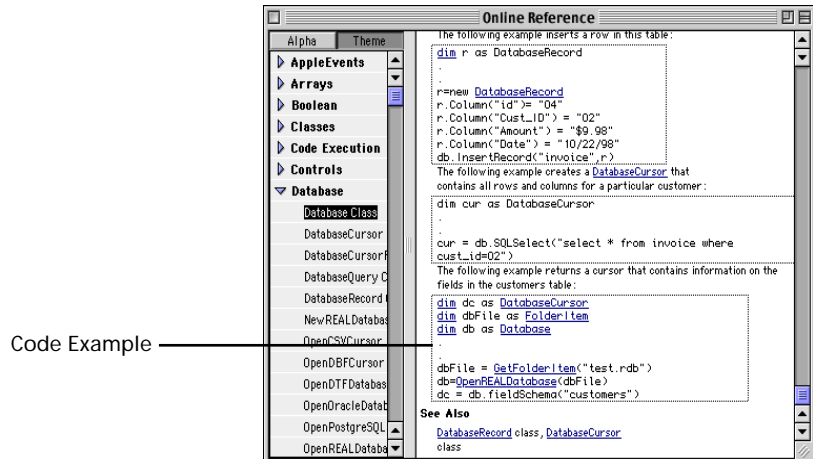 Online Reference
Alpha Theme
AppleEvents
Arrays
Boolean
Classes
Code Execution
Controls
Database
Database Class
DatabaseCursor
DatabaseCursorF
DatabaseQuery C
DatabaseRecord
NewREALDatabas
OpenCSVCursor
OpenDBFCursor
OpenDTFDatabas
OpenOracleDatab
OpenPostgreSQL
OpenREALDataba
The following example inserts a row in this table:
dim r as DatabaseRecord
.
.
r=new DatabaseRecord
r.Column("id")= "04"
r.Column("Cust_ID") = "02"
r.Column("Amount") = "$9.98"
r.Column("Date") = "10/22/98"
db.InsertRecord("invoice",r)
The following example creates a DatabaseCursor that
contains all rows and columns for a particular customer:
dim cur as DatabaseCursor
.
.
cur = db.SQLSelect("select * from invoice where
cust_id=02")
The following example returns a cursor that contains information on the
fields in the customers table:
dim dc as DatabaseCursor
dim dbFile as FolderItem
dim db as Database
.
.
dbFile = GetFolderItem("test.rdb")
db=OpenREALDatabase(dbFile)
dc = db.fieldSchema("customers")
See Also
DatabaseRecord class, DatabaseCursor
class
Code Example